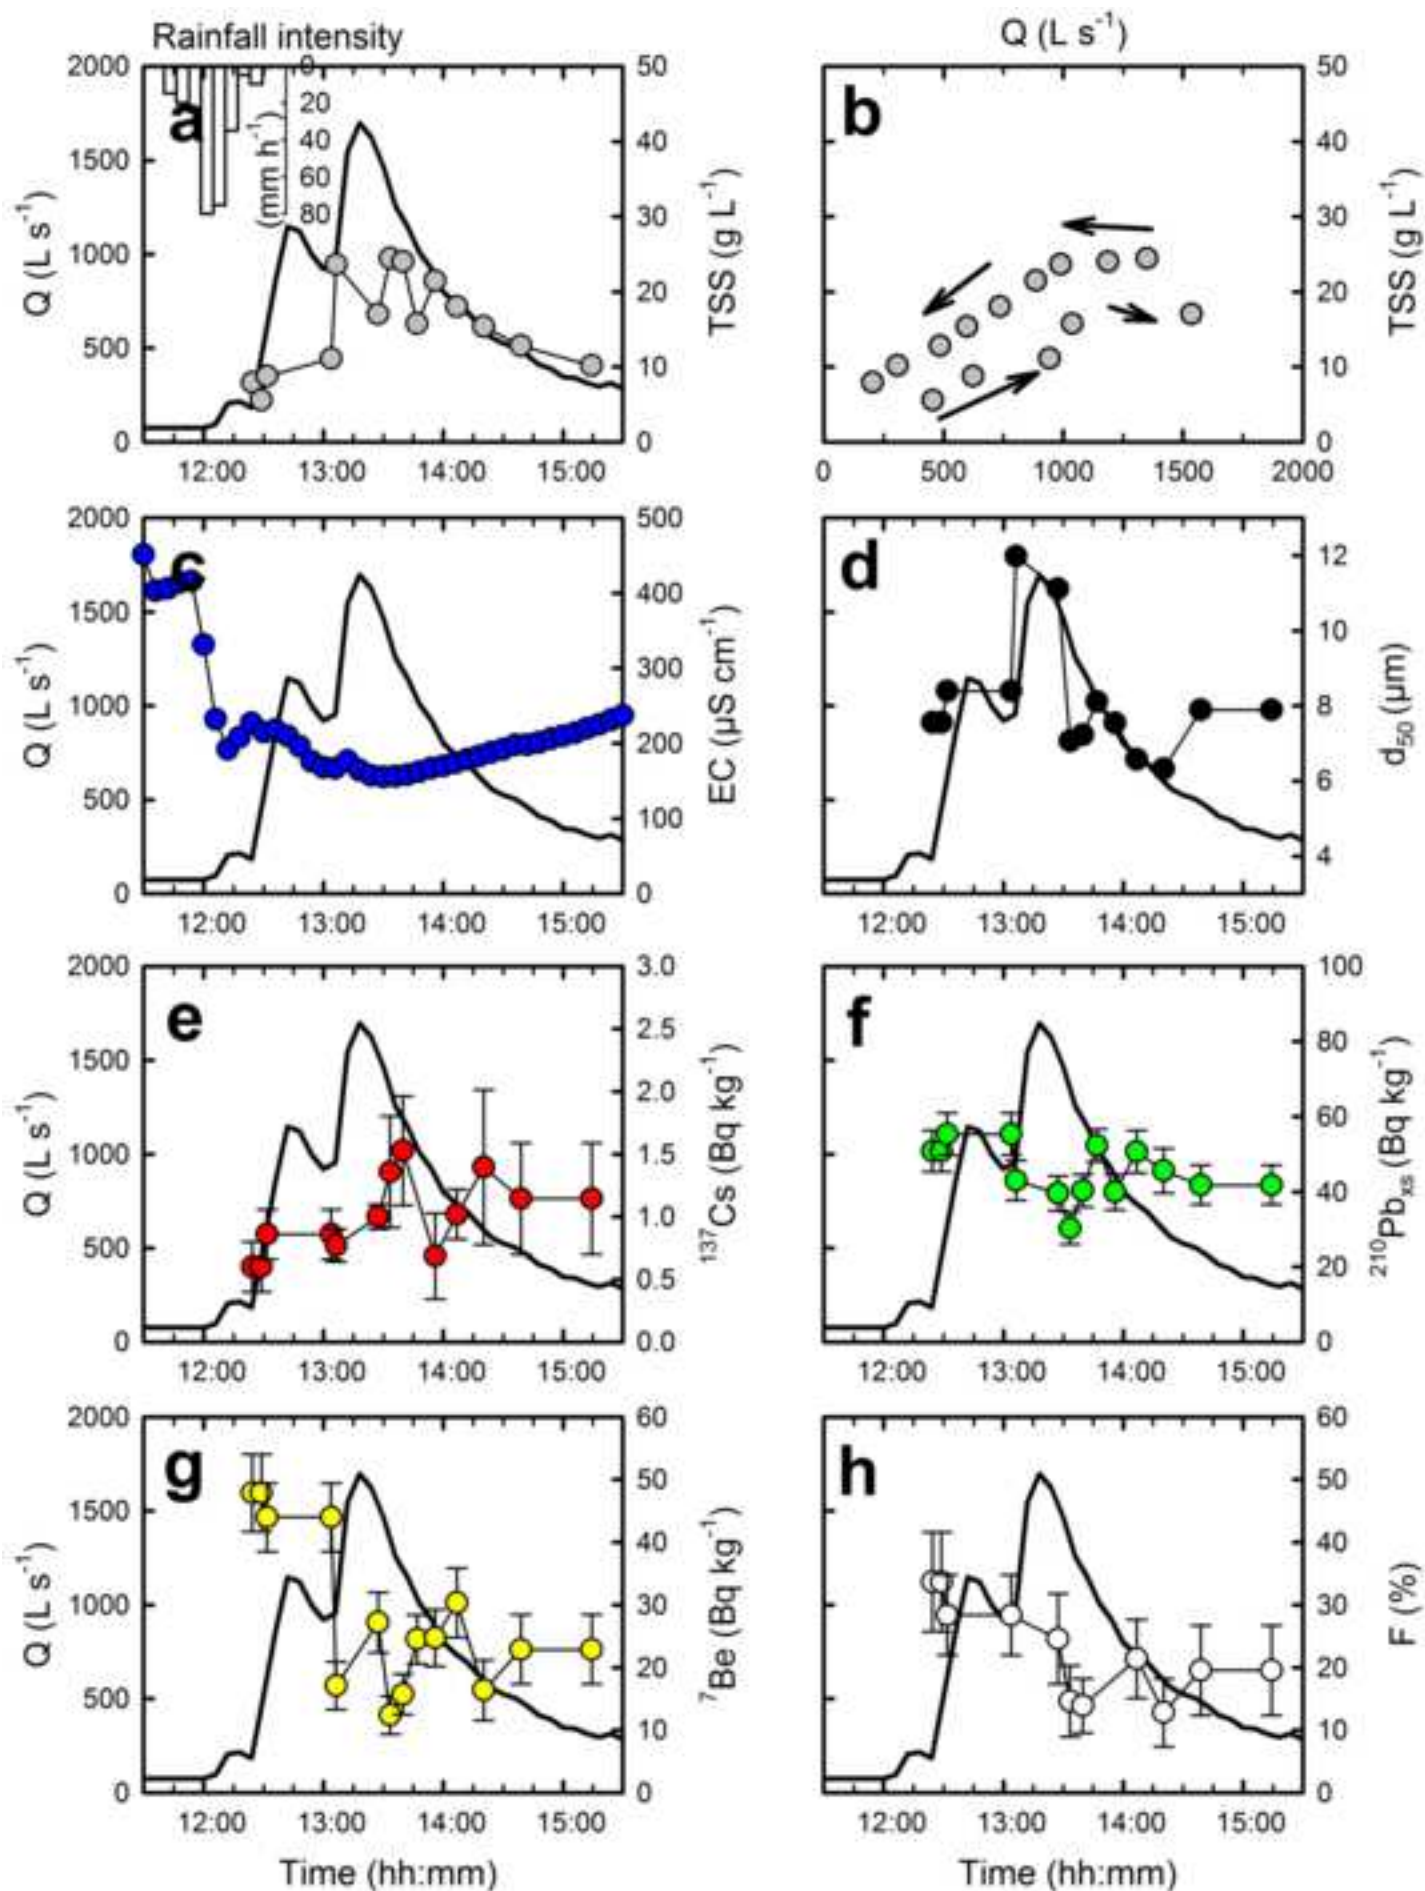 Rainfall intensity
Q (L s⁻¹)
2000
1500
1000
500
0
Q (L s⁻¹)
a
0
20
40
60
80
(mm h⁻¹)
50
40
30
20
10
0
TSS (g L⁻¹)
12:00 13:00 14:00 15:00
b
50
40
30
20
10
0
TSS (g L⁻¹)
0 500 1000 1500 2000
2000
1500
1000
500
0
Q (L s⁻¹)
c
500
400
300
200
100
0
EC (µS cm⁻¹)
12:00 13:00 14:00 15:00
d
12
10
8
6
4
d₅₀ (µm)
12:00 13:00 14:00 15:00
2000
1500
1000
500
0
Q (L s⁻¹)
e
3.0
2.5
2.0
1.5
1.0
0.5
0.0
¹³⁷Cs (Bq kg⁻¹)
12:00 13:00 14:00 15:00
f
100
80
60
40
20
0
²¹⁰Pbₓₛ(Bq kg⁻¹)
12:00 13:00 14:00 15:00
2000
1500
1000
500
0
Q (L s⁻¹)
g
60
50
40
30
20
10
0
⁷Be (Bq kg⁻¹)
12:00 13:00 14:00 15:00
Time (hh:mm)
h
60
50
40
30
20
10
0
F (%)
12:00 13:00 14:00 15:00
Time (hh:mm)